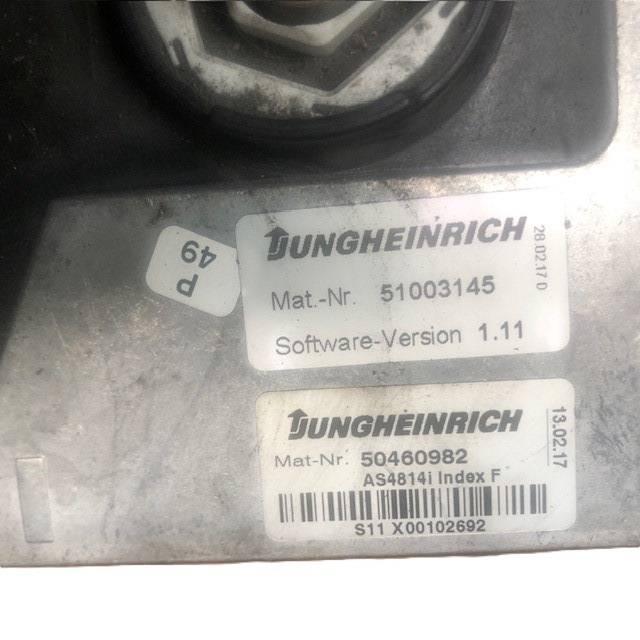 P
49
JUNGHEINRICH
Mat.-Nr. 51003145
Software-Version 1.11
28.02.17 0
JUNGHEINRICH
Mat-Nr. 50460982
AS4814i Index F
S11 X00102692
13.02.17